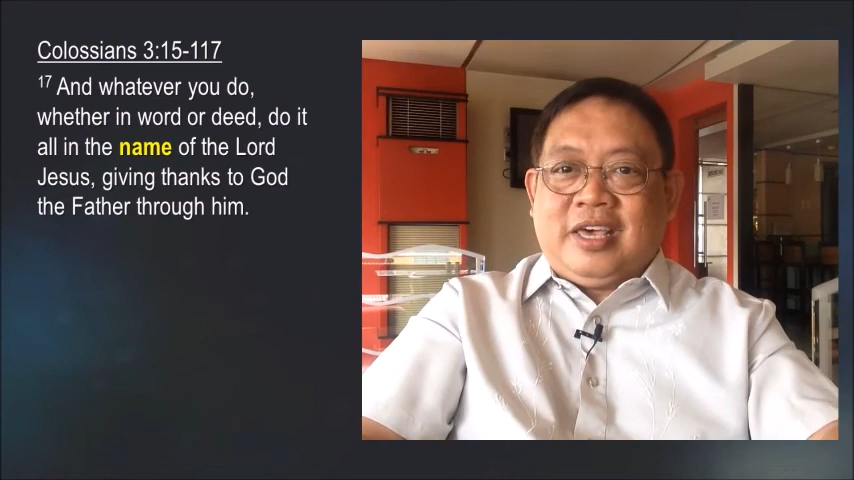 Colossians 3:15-117
17 And whatever you do,
whether in word or deed, do it
all in the name of the Lord
Jesus, giving thanks to God
the Father through him.